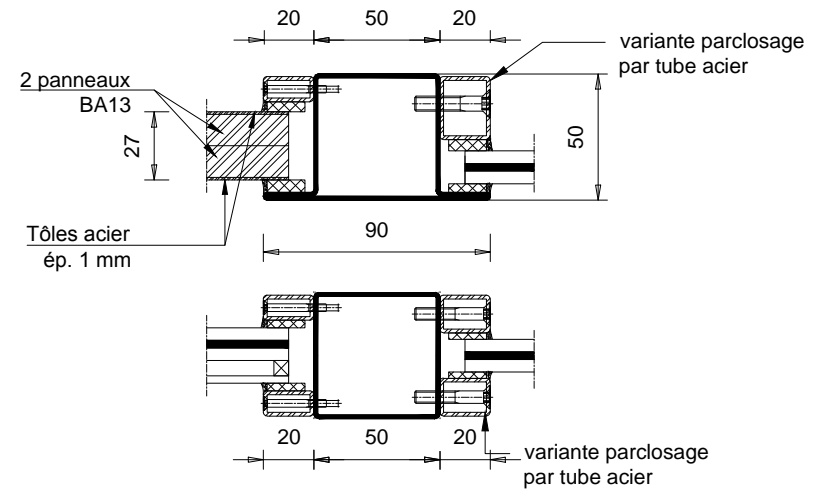 20 50 20
variante parclosage
par tube acier
2 panneaux
BA13
27
50
Tôles acier
ép. 1 mm
90
20 50 20
variante parclosage
par tube acier